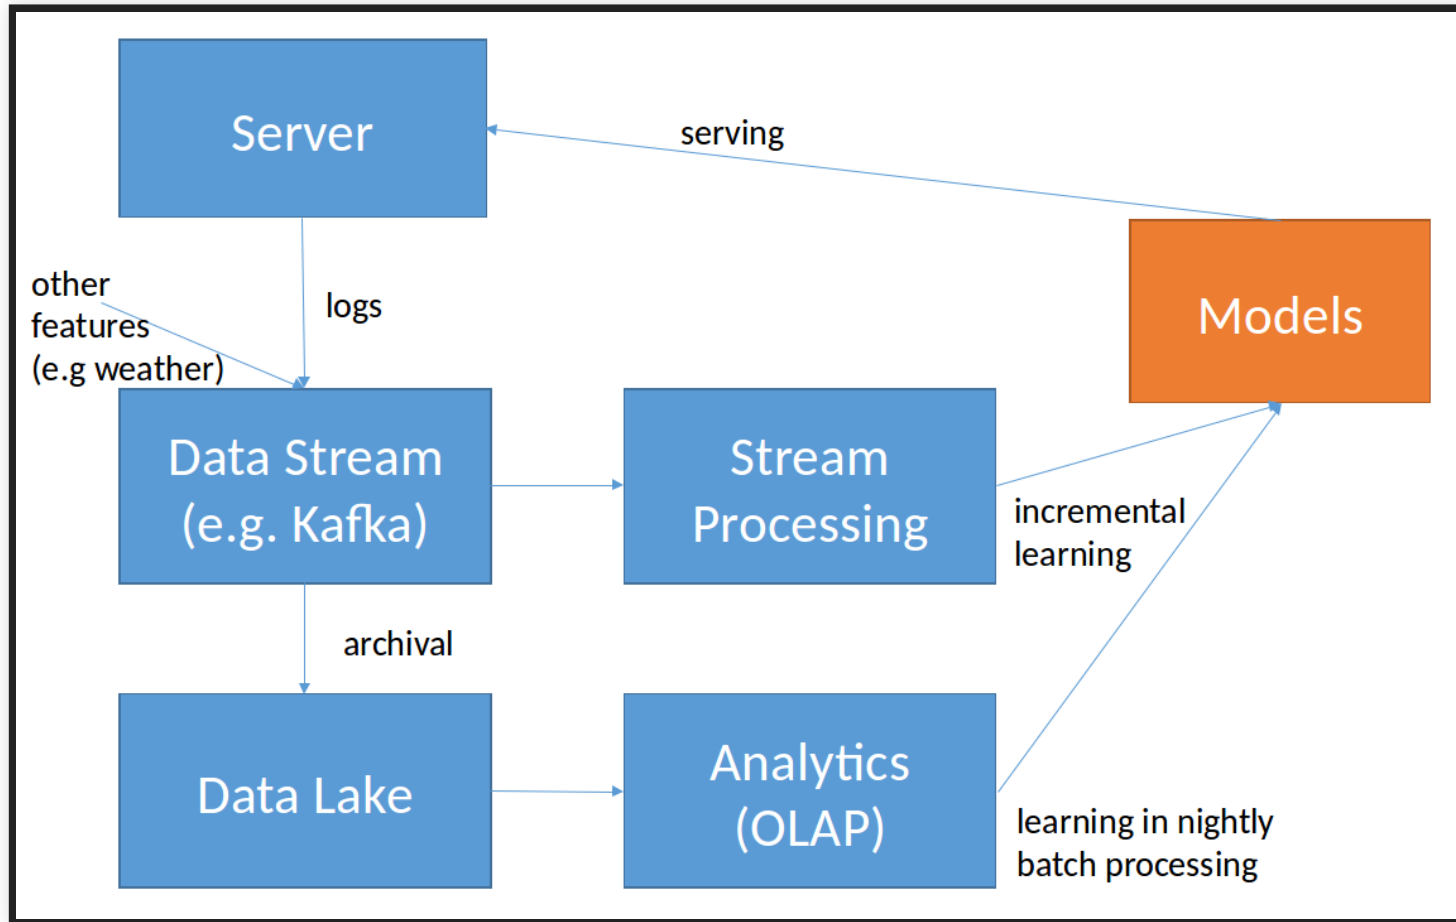 Server
serving
other
features
(e.g weather)
logs
Models
Data Stream
(e.g. Kafka)
Stream
Processing
incremental
learning
archival
Data Lake
Analytics
(OLAP)
learning in nightly
batch processing